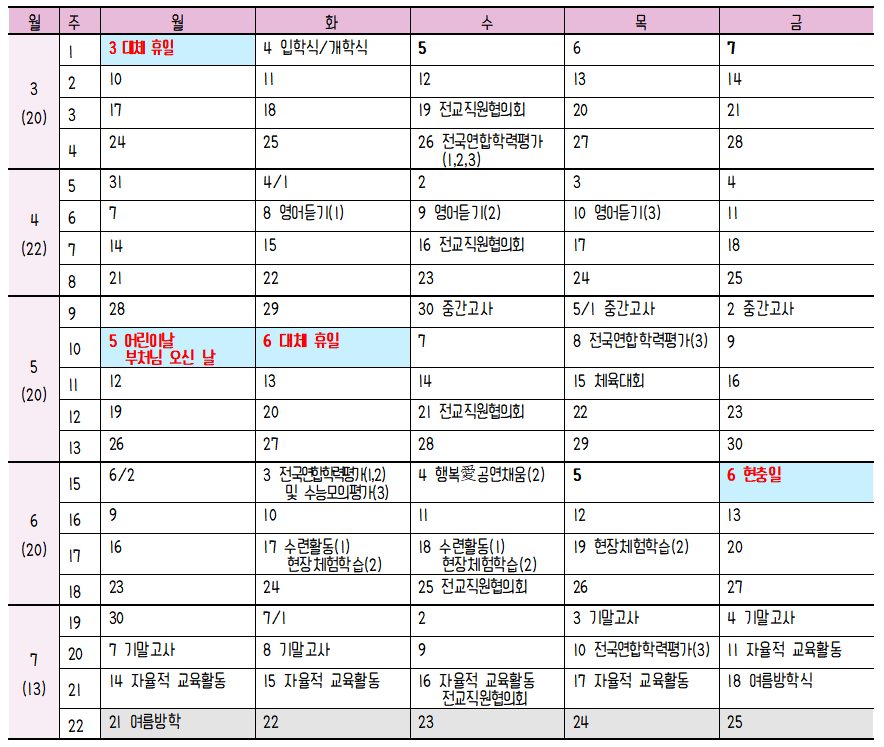 월 주 월 화 수 목 금
3 (20)
1 3 대체 휴일 4 입학식/개학식 5 6 7
2 10 11 12 13 14
3 17 18 19 전교직원협의회 20 21
4 24 25 26 전국연합학력평가 27 28
(1,2,3)
4 (22)
5 31 4/1 2 3 4
6 7 8 영어듣기(1) 9 영어듣기(2) 10 영어듣기(3) 11
7 14 15 16 전교직원협의회 17 18
8 21 22 23 24 25
5 (20)
9 28 29 30 중간고사 5/1 중간고사 2 중간고사
10 5 어린이날 6 대체 휴일 7 8 전국연합학력평가(3) 9
부처님 오신 날
11 12 13 14 15 체육대회 16
12 19 20 21 전교직원협의회 22 23
13 26 27 28 29 30
6 (20)
15 6/2 3 전국연합학력평가(1,2) 4 행복愛공연채움(2) 5 6 현충일
및 수능모의평가(3)
16 9 10 11 12 13
17 16 17 수련활동(1) 18 수련활동(1) 19 현장체험학습(2) 20
현장체험학습(2) 현장체험학습(2)
18 23 24 25 전교직원협의회 26 27
7 (13)
19 30 7/1 2 3 기말고사 4 기말고사
20 7 기말고사 8 기말고사 9 10 전국연합학력평가(3) 11 자율적 교육활동
21 14 자율적 교육활동 15 자율적 교육활동 16 자율적 교육활동 17 자율적 교육활동 18 여름방학식
전교직원협의회
22 21 여름방학 22 23 24 25